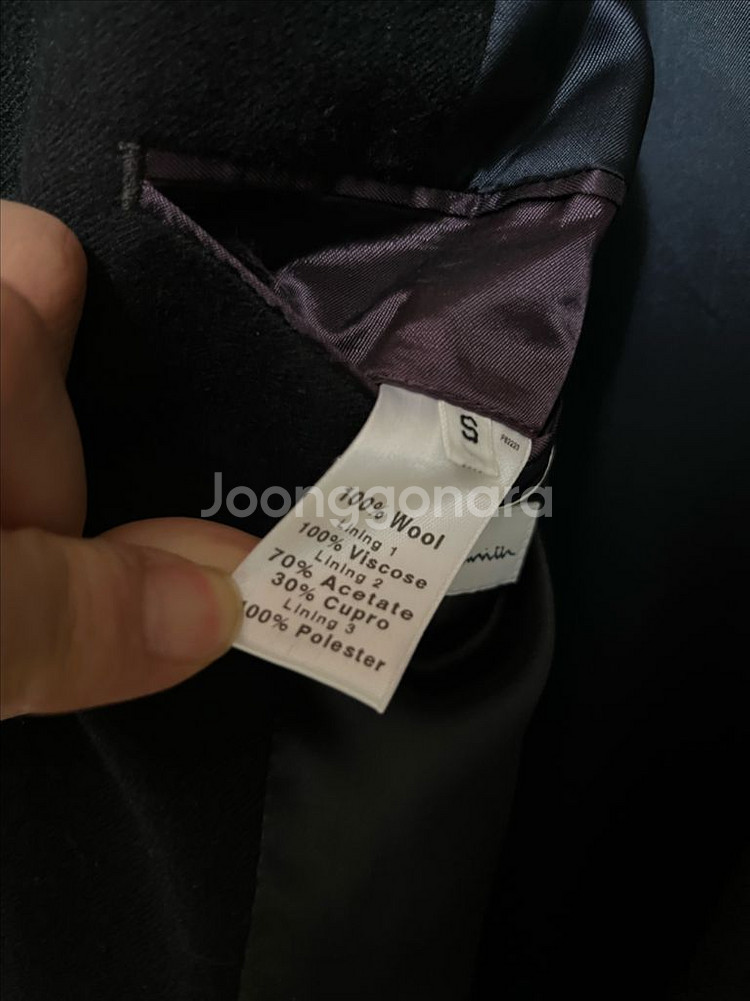 S
Joonggonara
100% Wool
Lining 1
100% Viscose
Lining 2
70% Acetate
30% Cupro
Lining 3
100% Polester